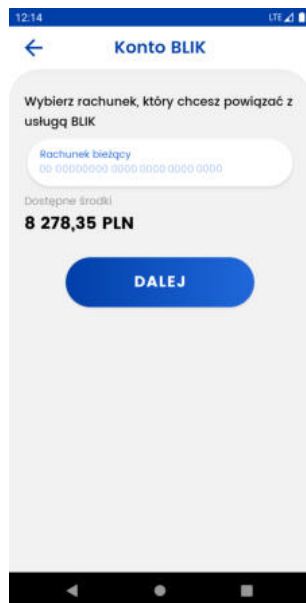 12:14 LTE
Konto BLIK
Wybierz rachunek, który chcesz powiązać z
usługą BLIK
Rachunek bieżący
00 00000000 0000 0000 0000 0000
Dostępne środki
8 278,35 PLN
DALEJ